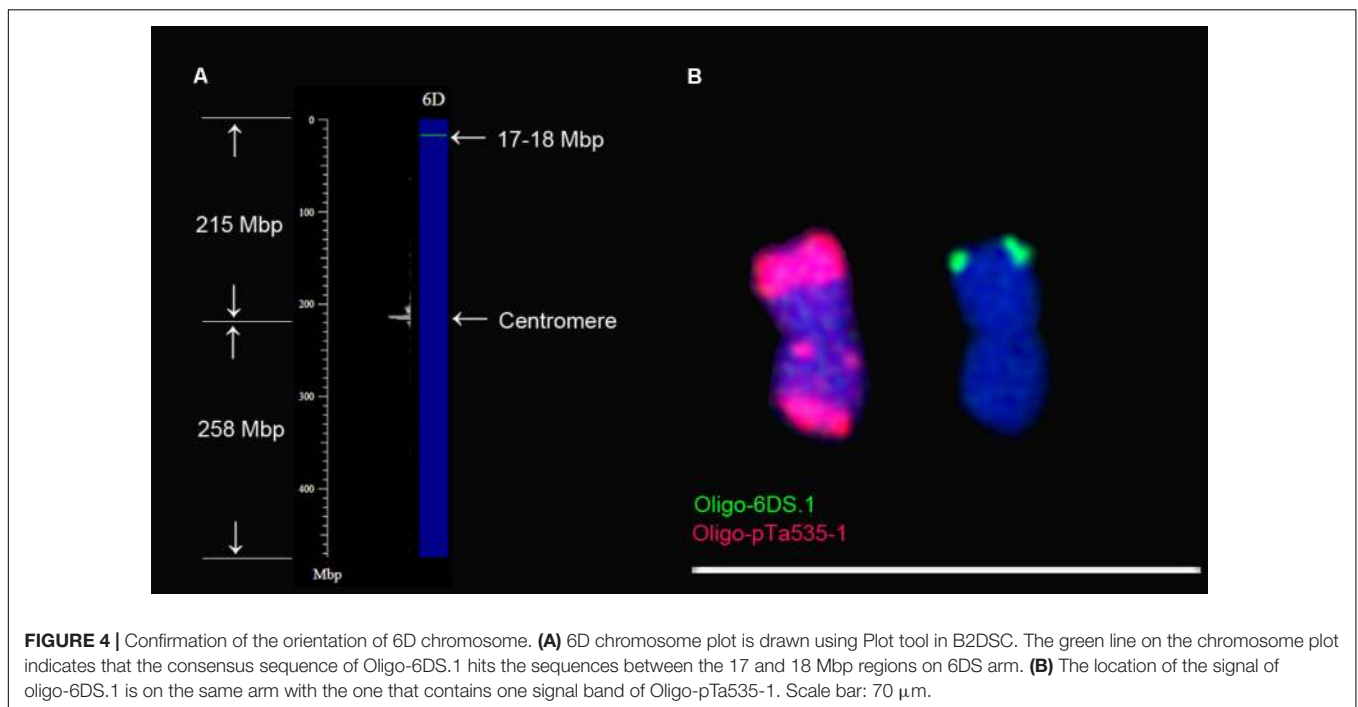 A
B
6D
0
17-18 Mbp
100
215 Mbp
200
Centromere
300
258 Mbp
400
Mbp
Oligo-6DS.1
Oligo-pTa535-1
FIGURE 4 | Confirmation of the orientation of 6D chromosome. (A) 6D chromosome plot is drawn using Plot tool in B2DSC. The green line on the chromosome plot
indicates that the consensus sequence of Oligo-6DS.1 hits the sequences between the 17 and 18 Mbp regions on 6DS arm. (B) The location of the signal of
oligo-6DS.1 is on the same arm with the one that contains one signal band of Oligo-pTa535-1. Scale bar: 70 μm.